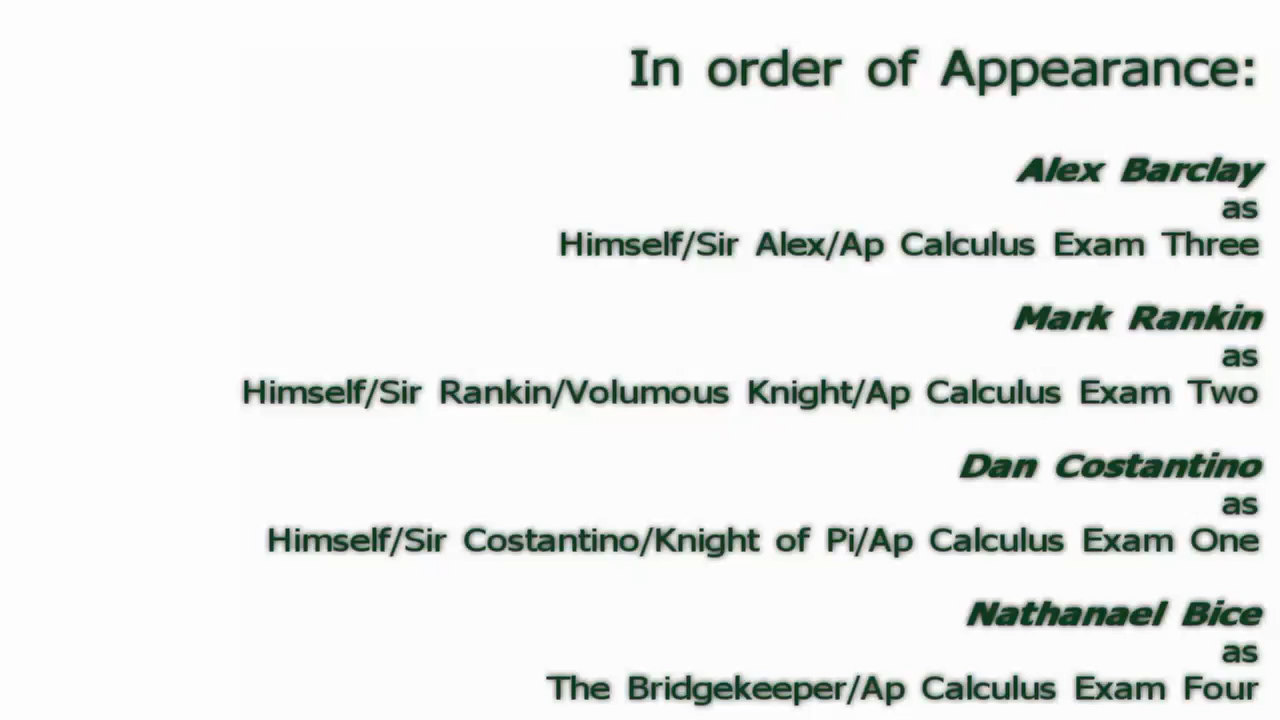 In order of Appearance:
Alex Barclay
as
Himself/Sir Alex/Ap Calculus Exam Three
Mark Rankin
as
Himself/Sir Rankin/Volumous Knight/Ap Calculus Exam Two
Dan Costantino
as
Himself/Sir Costantino/Knight of Pi/Ap Calculus Exam One
Nathanael Bice
as
The Bridgekeeper/Ap Calculus Exam Four